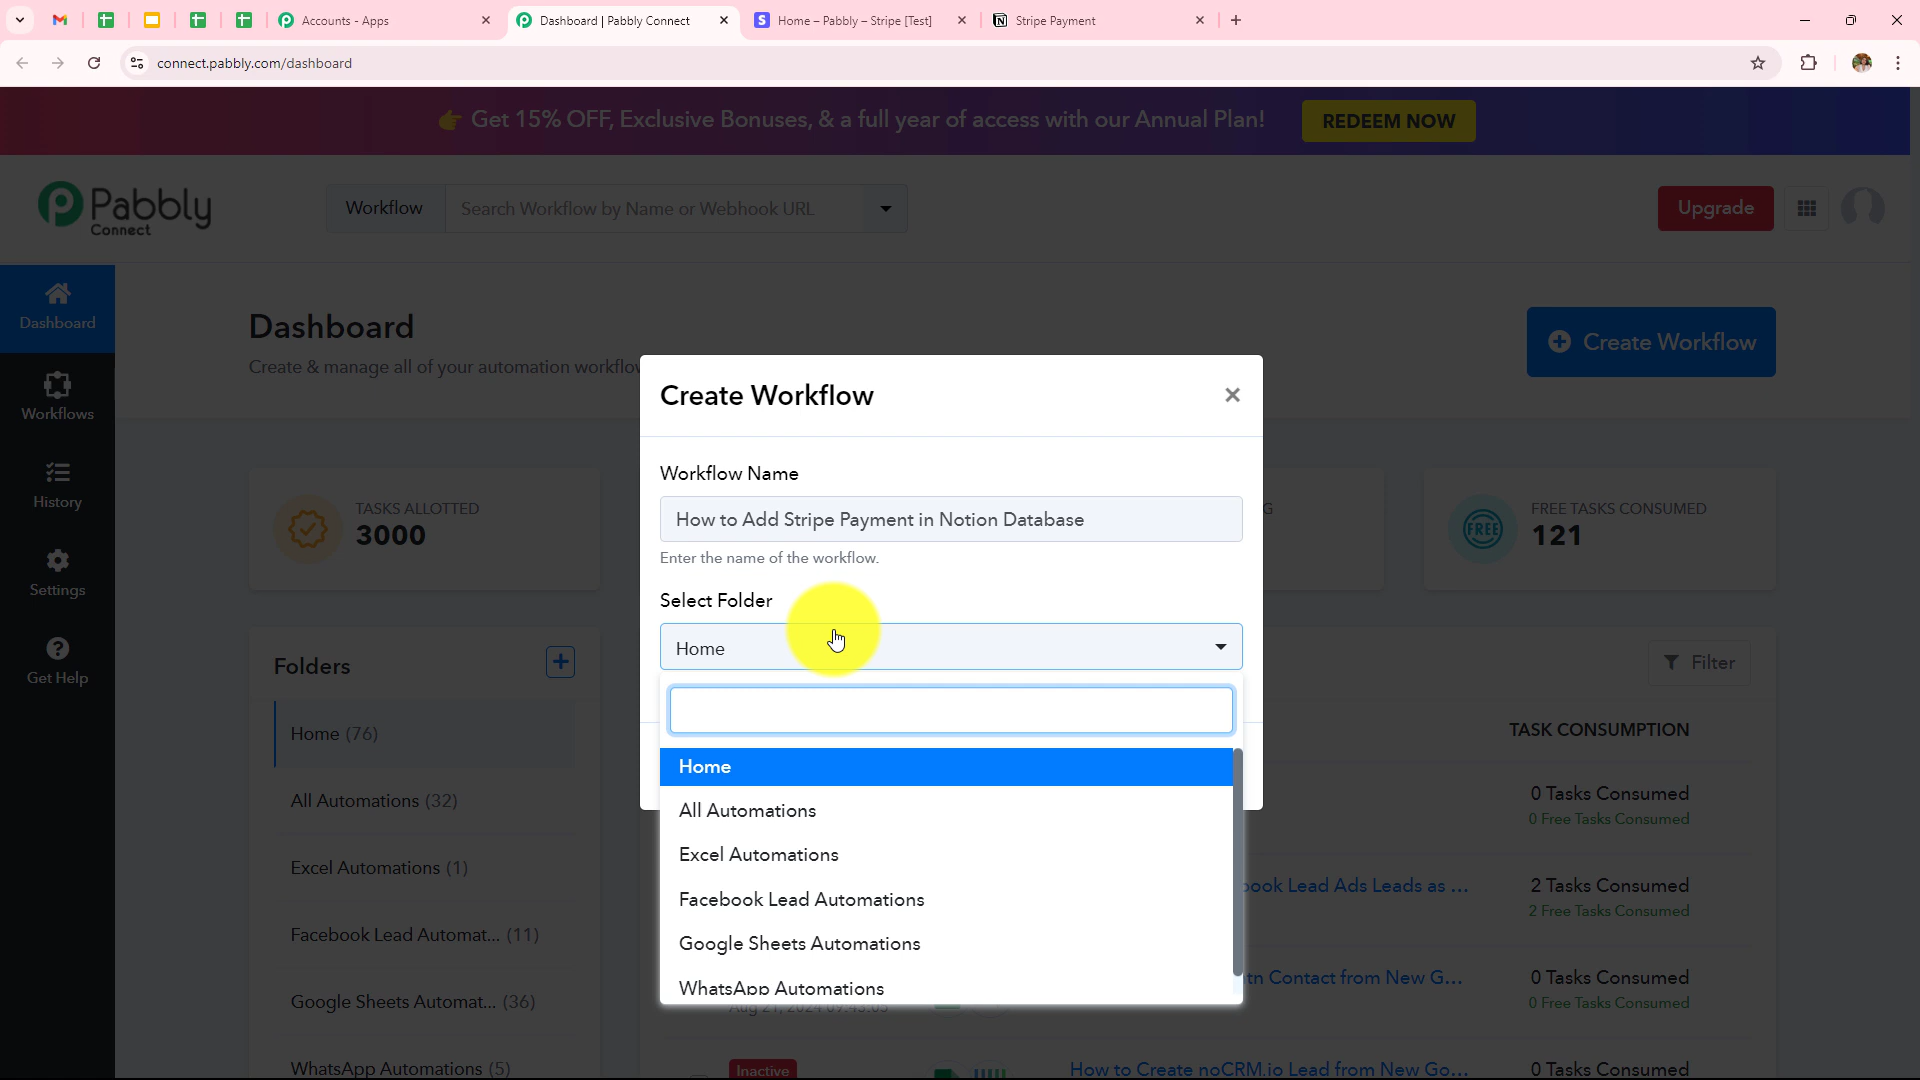 Accounts - Apps
Dashboard | Pabbly Connect
Home – Pabbly – Stripe [Test]
Stripe Payment
connect.pabbly.com/dashboard
Get 15% OFF, Exclusive Bonuses, & a full year of access with our Annual Plan!
REDEEM NOW
Pabbly
Connect
Workflow
Search Workflow by Name or Webhook URL
Upgrade
Dashboard
Workflows
History
Settings
Get Help
Dashboard
Create & manage all of your automation workflo
Create Workflow
TASKS ALLOTTED
3000
G
FREE
FREE TASKS CONSUMED
121
Create Workflow
Workflow Name
How to Add Stripe Payment in Notion Database
Enter the name of the workflow.
Select Folder
Home
Home
All Automations
Excel Automations
Facebook Lead Automations
Google Sheets Automations
WhatsApp Automations
Folders
Home (76)
All Automations (32)
Excel Automations (1)
Facebook Lead Automat... (11)
Google Sheets Automat... (36)
WhatsApp Automations (5)
Filter
TASK CONSUMPTION
0 Tasks Consumed
0 Free Tasks Consumed
book Lead Ads Leads as ...
2 Tasks Consumed
2 Free Tasks Consumed
tn Contact from New G...
0 Tasks Consumed
0 Free Tasks Consumed
Inactive
How to Create noCRM.io Lead from New Go...
0 Tasks Consumed